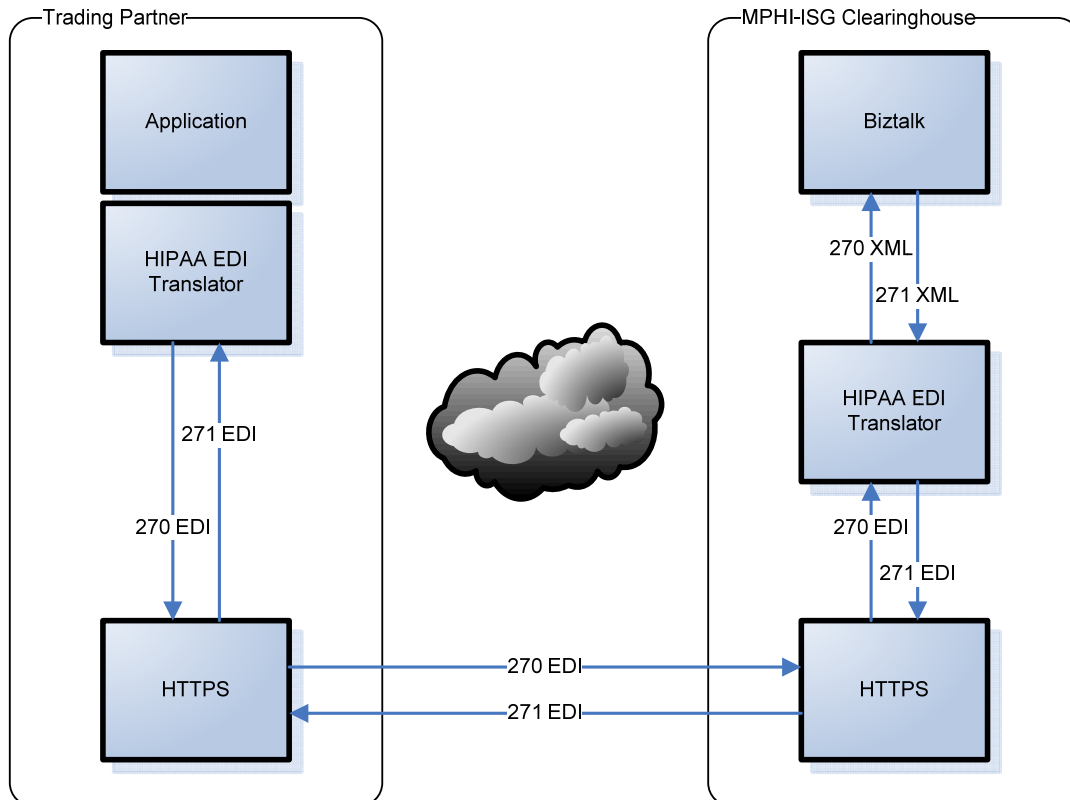 Trading Partner
MPHI-ISG Clearinghouse
Application
Biztalk
HIPAA EDI
Translator
270 XML
271 XML
HIPAA EDI
Translator
271 EDI
270 EDI
270 EDI
271 EDI
HTTPS
270 EDI
271 EDI
HTTPS